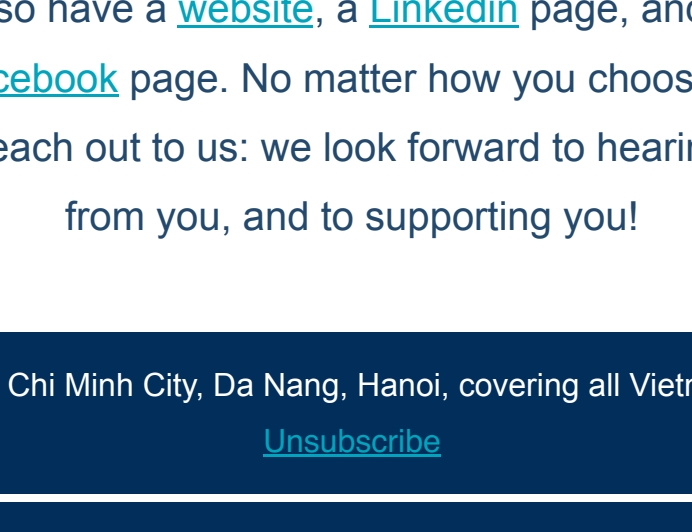 so have a website, a Linkedin page, and
cebook page. No matter how you choos
each out to us: we look forward to hearin
from you, and to supporting you!
Chi Minh City, Da Nang, Hanoi, covering all Vietn
Unsubscribe